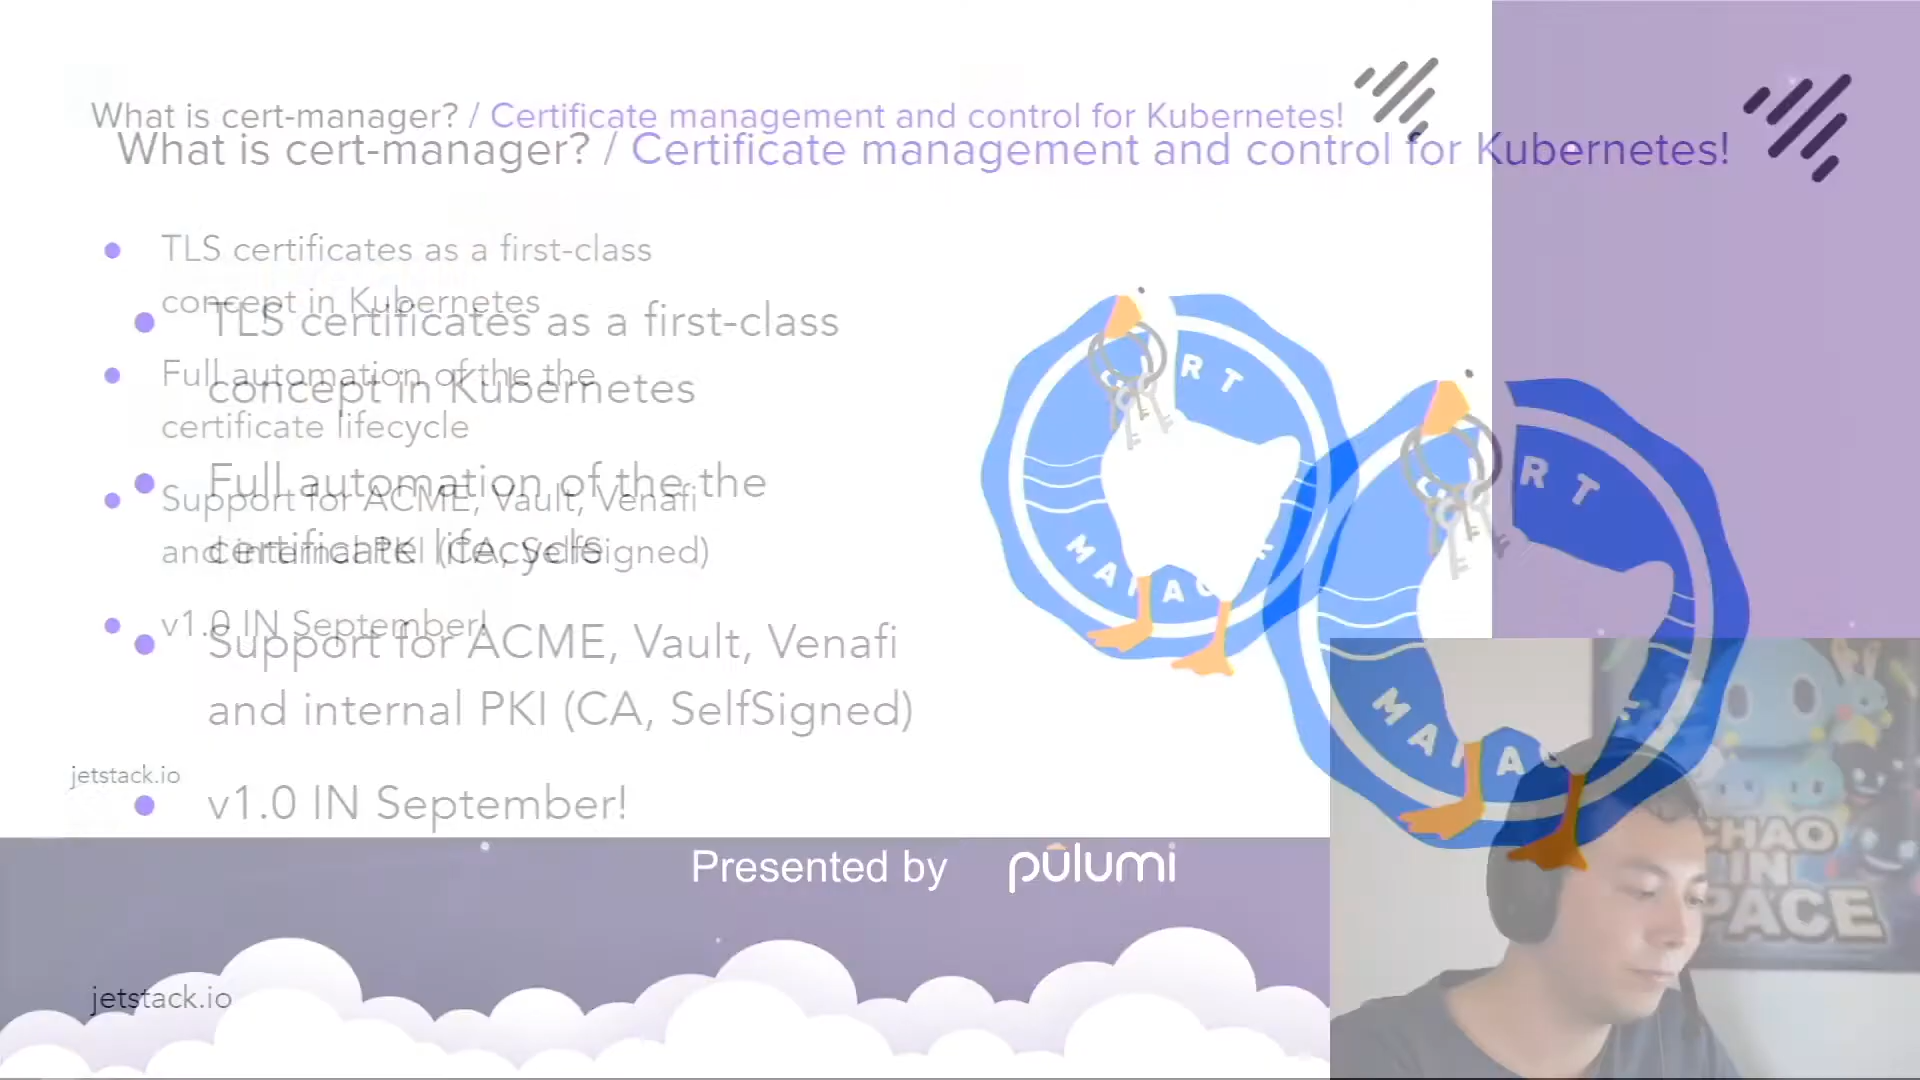 What is cert-manager? / Certificate management and control for Kubernetes!
What is cert-manager? / Certificate management and control for Kubernetes!
TLS certificates as a first-class
concept in Kubernetes
Full automation of the the
certificate lifecycle
Support for ACME, Vault, Venafi
and internal PKI (CA, SelfSigned)
v1.0 IN September!
jetstack.io
TLS certificates as a first-class
concept in Kubernetes
Full automation of the the
certificate lifecycle
Support for ACME, Vault, Venafi
and internal PKI (CA, SelfSigned)
v1.0 IN September!
jetstack.io
Presented by pulumi
CHAO
IN
SPACE